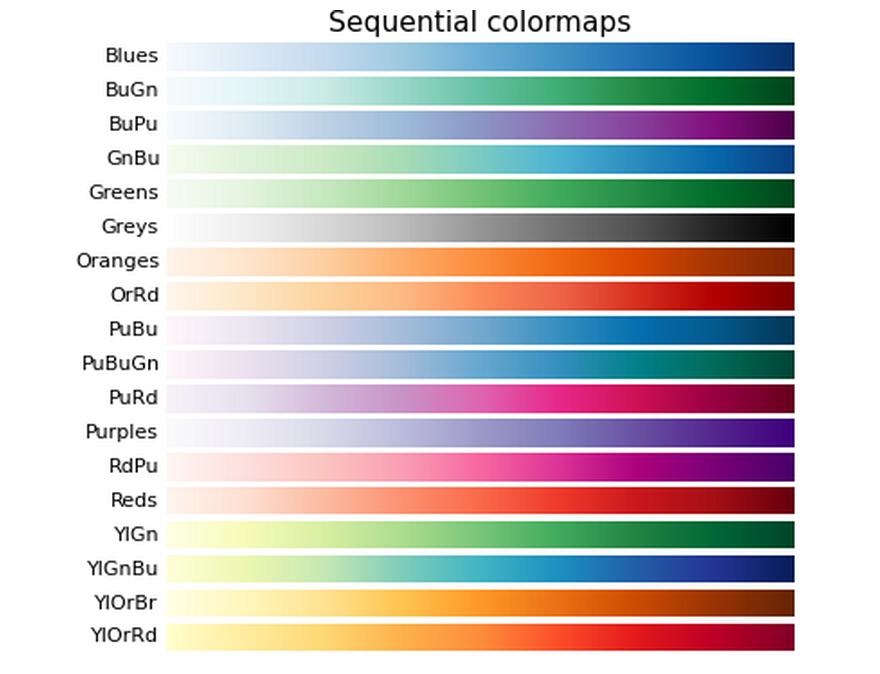 Sequential colormaps
Blues
BuGn
BuPu
GnBu
Greens
Greys
Oranges
OrRd
PuBu
PuBuGn
PuRd
Purples
RdPu
Reds
YlGn
YlGnBu
YlOrBr
YlOrRd